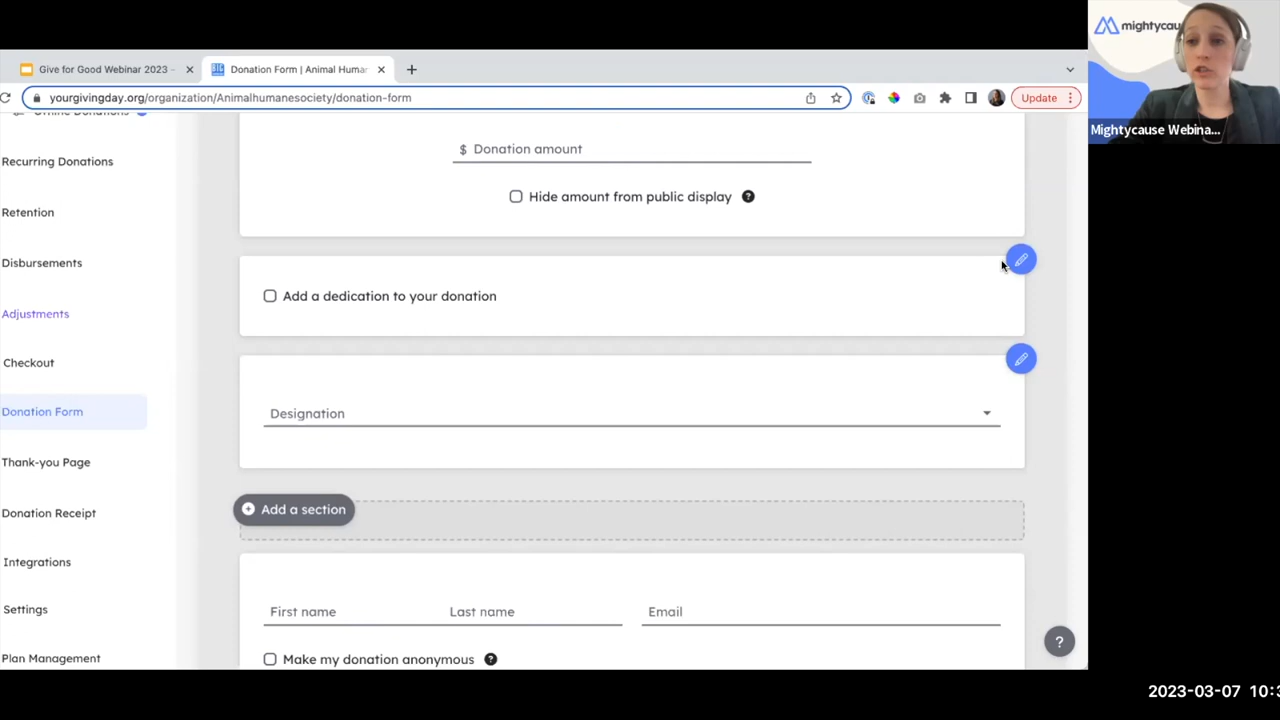 mightycau
Mightycause Webina...
Give for Good Webinar 2023 -
Donation Form | Animal Humar
yourgivingday.org/organization/Animalhumanesociety/donation-form
Update
Offline Donations
Recurring Donations
Retention
Disbursements
Adjustments
Checkout
Donation Form
Thank-you Page
Donation Receipt
Integrations
Settings
Plan Management
$ Donation amount
Hide amount from public display ?
Add a dedication to your donation
Designation
Add a section
First name
Last name
Email
Make my donation anonymous ?
?
2023-03-07 10:3